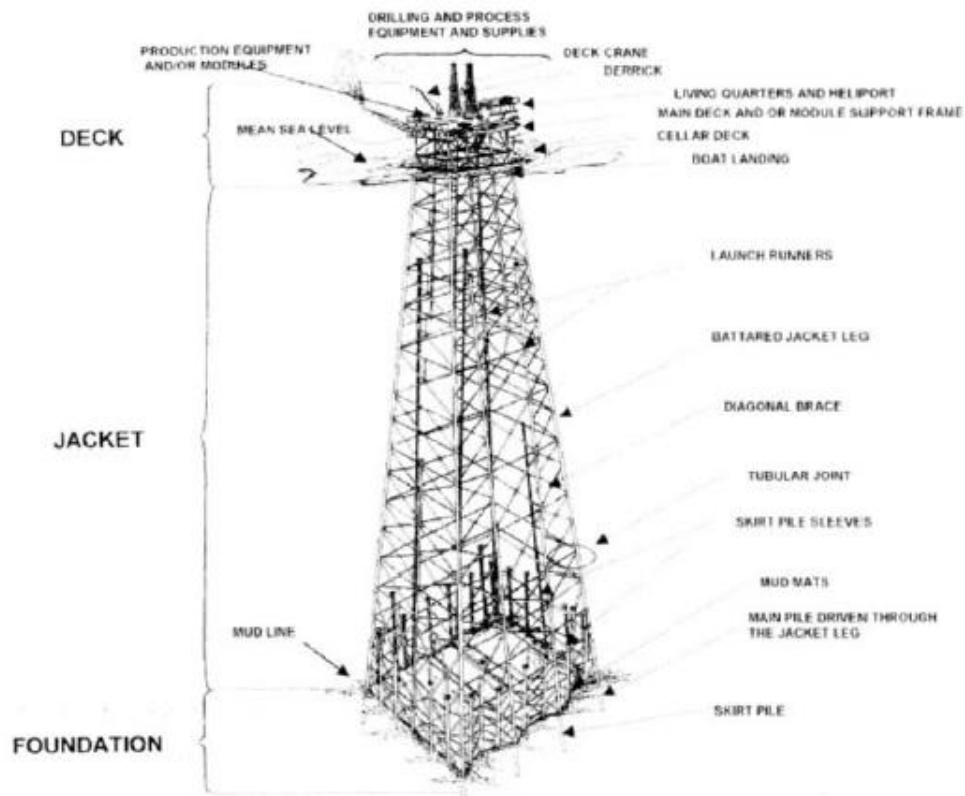 DRILLING AND PROCESS
EQUIPMENT AND SUPPLIES
PRODUCTION EQUIPMENT
AND/OR MODULES
DECK CRANE
DERRICK
LIVING QUARTERS AND HELIPORT
MAIN DECK AND OR MODULE SUPPORT FRAME
DECK
MEAN SEA LEVEL
CELLAR DECK
BOAT LANDING
LAUNCH RUNNERS
BATTARED JACKET LEG
DIAGONAL BRACE
JACKET
TUBULAR JOINT
SKIRT PILE SLEEVES
MUD MATS
MAIN PILE DRIVEN THROUGH
THE JACKET LEG
MUD LINE
SKIRT PILE
FOUNDATION